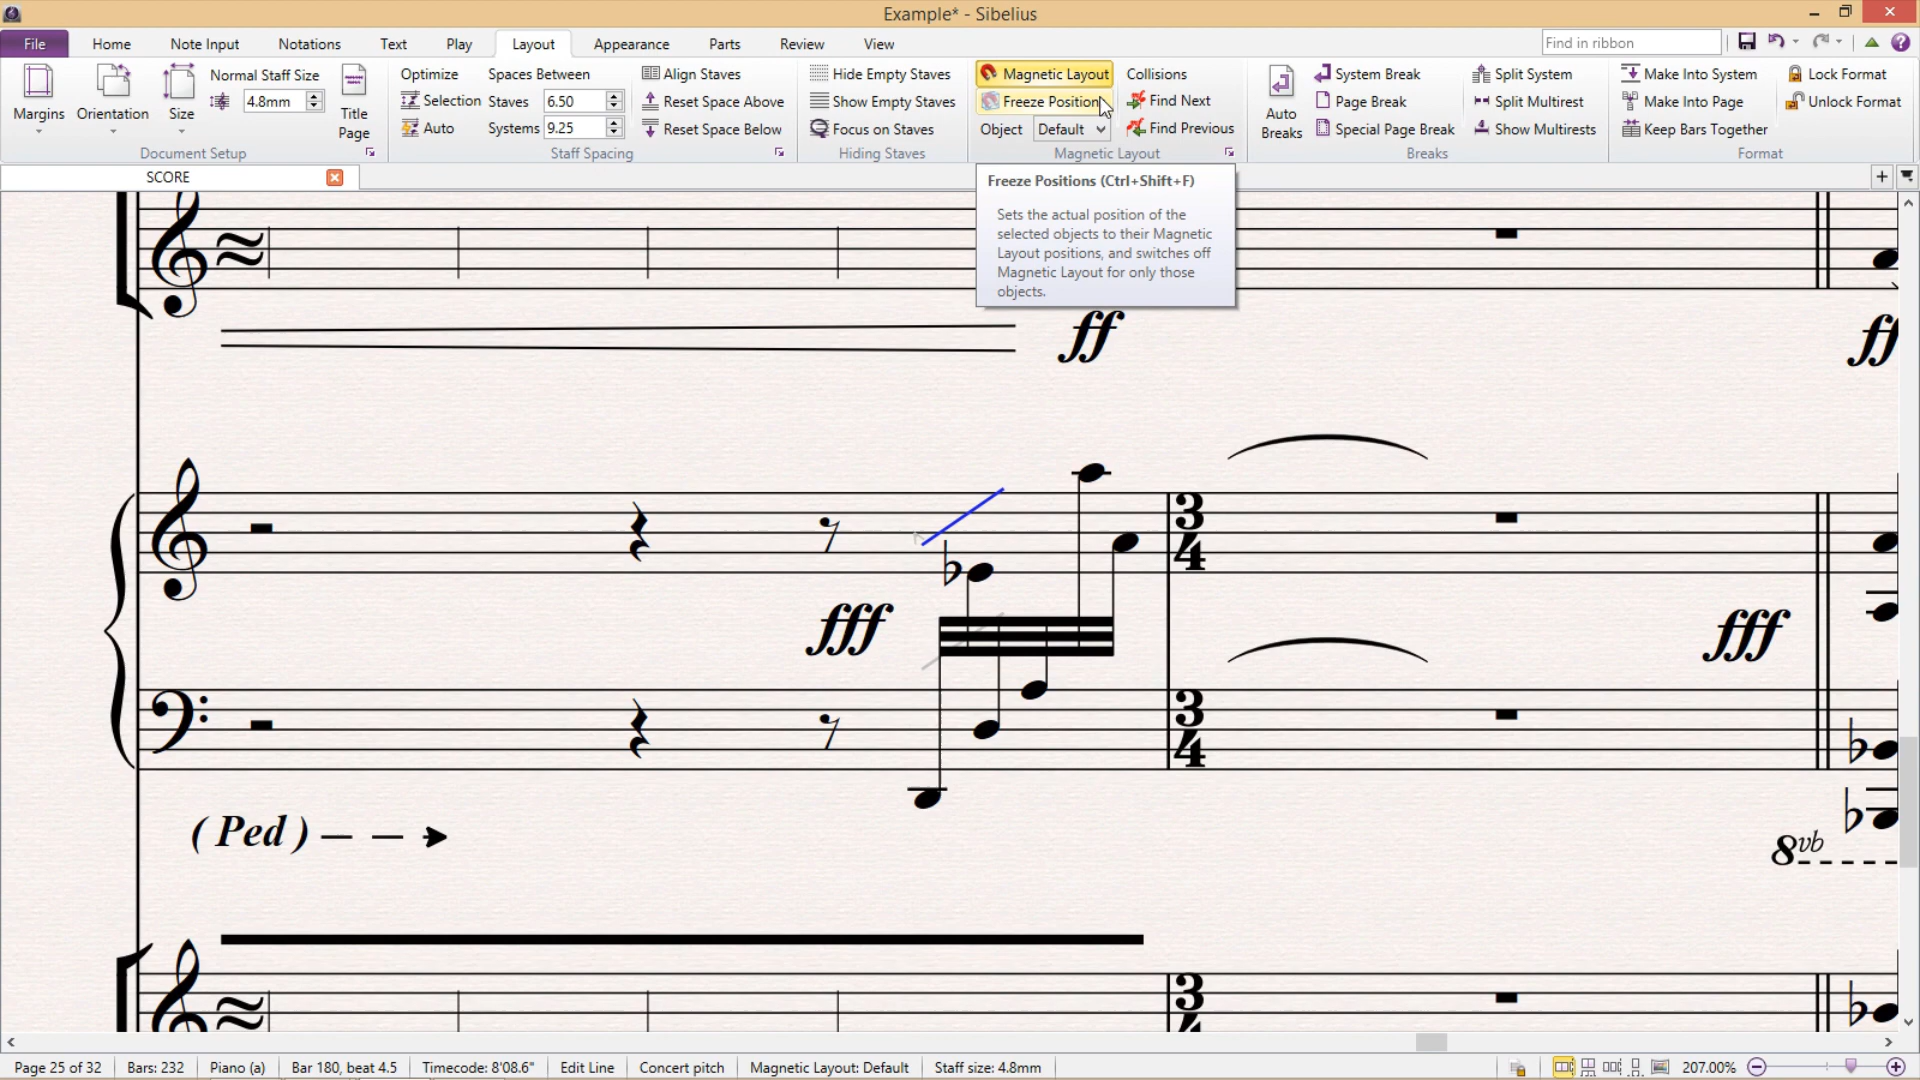 Example* - Sibelius
File Home Note Input Notations Text Play Layout Appearance Parts Review View Find in ribbon
Margins
Orientation
Size
Normal Staff Size
4.8mm
Title
Page
Document Setup
Optimize
Selection
Auto
Spaces Between
Staves 6.50
Systems 9.25
Align Staves
Reset Space Above
Reset Space Below
Staff Spacing
Hide Empty Staves
Show Empty Staves
Focus on Staves
Hiding Staves
Magnetic Layout
Freeze Position
Object Default
Collisions
Find Next
Find Previous
Magnetic Layout
Auto
Breaks
System Break
Page Break
Special Page Break
Split System
Split Multirest
Show Multirests
Breaks
Make Into System
Make Into Page
Keep Bars Together
Lock Format
Unlock Format
Format
SCORE
Freeze Positions (Ctrl+Shift+F)
Sets the actual position of the
selected objects to their Magnetic
Layout positions, and switches off
Magnetic Layout for only those
objects.
ff ff
3
4
fff fff
3
4
( Ped )
8vb
3
4
Page 25 of 32 Bars: 232 Piano (a) Bar 180, beat 4.5 Timecode: 8'08.6" Edit Line Concert pitch Magnetic Layout: Default Staff size: 4.8mm 207.00%